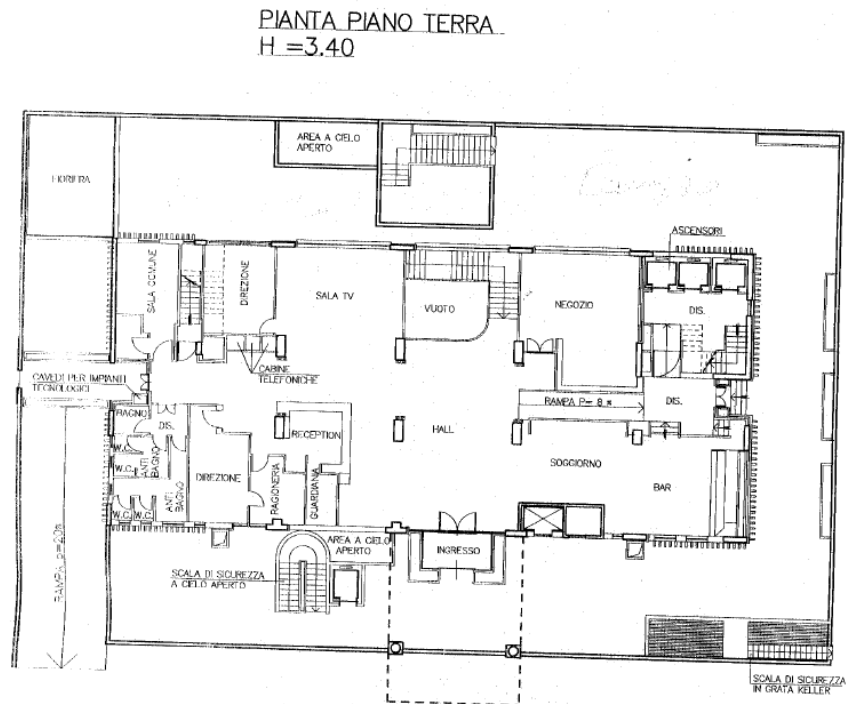 PIANTA PIANO TERRA
H =3.40
AREA A CIELO
APERTO
FIORIERA
ASCENSORI
SALA COMUNE
DIREZIONE
SALA TV
VUOTO
NEGOZIO
DIS.
CAVEDI PER IMPIANTI
TECNOLOGICI
CABINE
TELEFONICHE
RAMPA P= 8 %
DIS.
BAGNO
DIS.
RECEPTION
HALL
W.C.
ANTI
BAGNO
W.C.
DIREZIONE
RAGIONERIA
GUARDIANIA
SOGGIORNO
BAR
W.C.
W.C.
ANTI
BAGNO
AREA A CIELO
APERTO
INGRESSO
SCALA DI SICUREZZA
A CIELO APERTO
RAMPA p=20%
SCALA DI SICUREZZA
IN GRATA KELLER